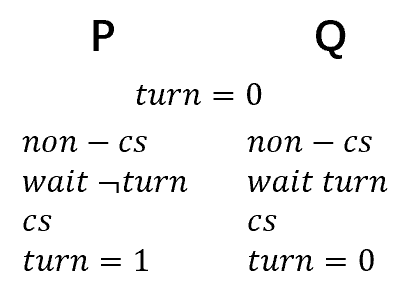 P Q
turn = 0
non − cs non − cs
wait ¬turn wait turn
cs cs
turn = 1 turn = 0